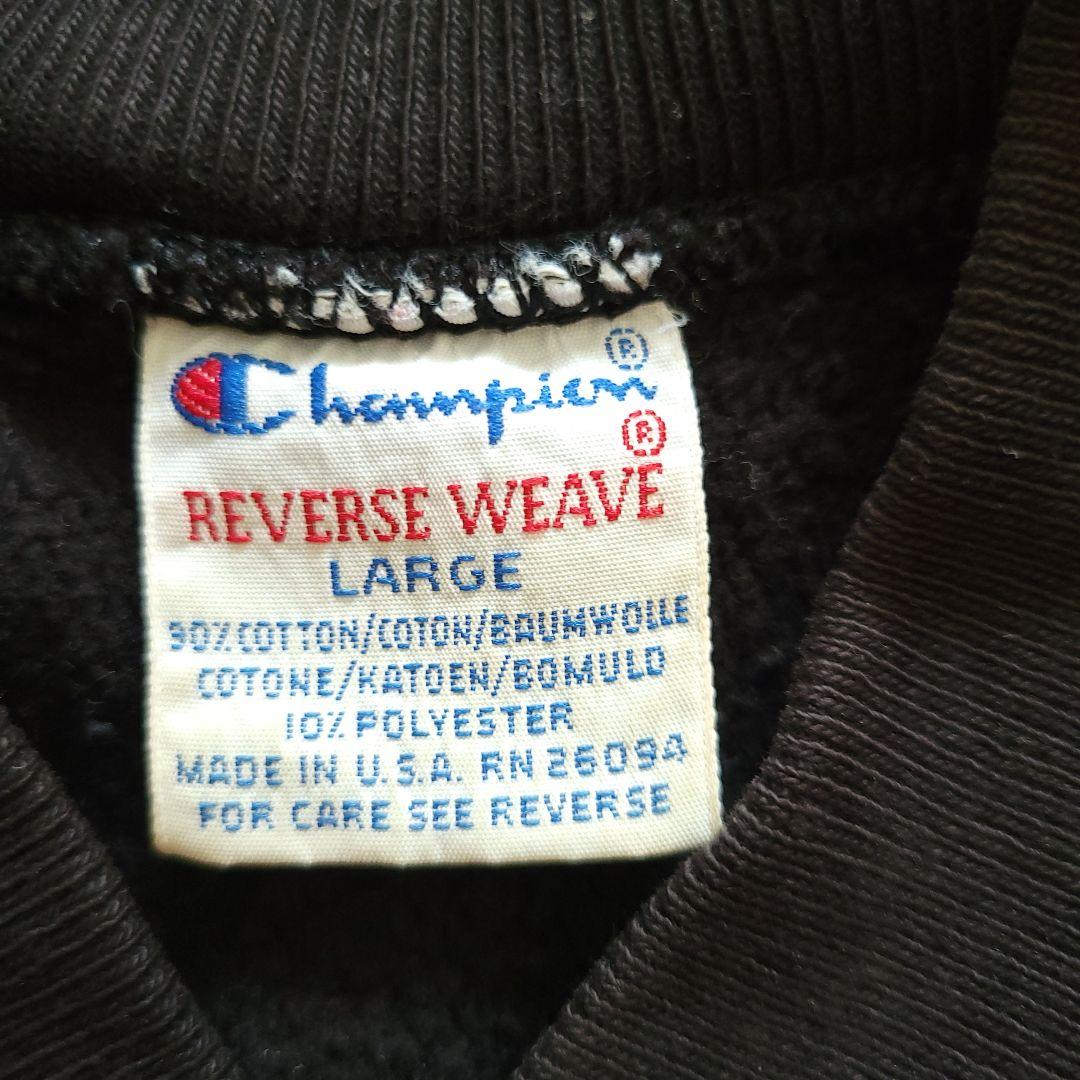 Champion®
®
REVERSE WEAVE
LARGE
90% COTTON/COTON/BAUMWOLLE
COTONE/KATOEN/BOMULD
10% POLYESTER
MADE IN U.S.A. RN 26094
FOR CARE SEE REVERSE